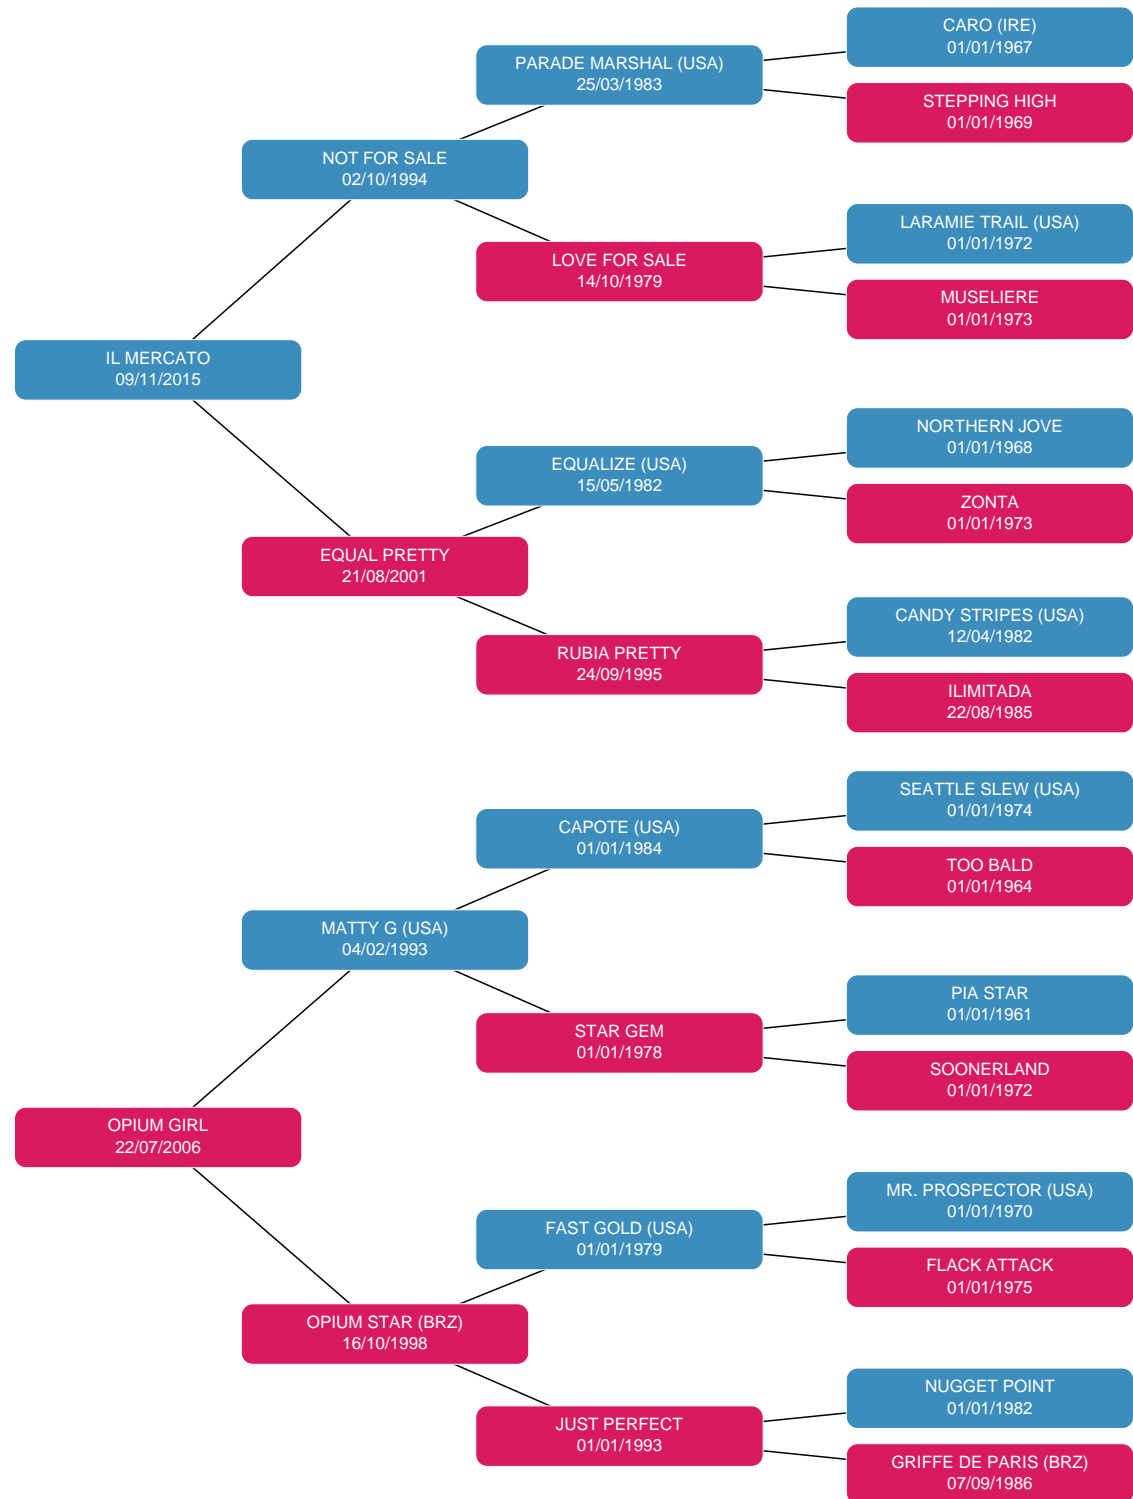 CARO (IRE)
01/01/1967
PARADE MARSHAL (USA)
25/03/1983
STEPPING HIGH
01/01/1969
NOT FOR SALE
02/10/1994
LARAMIE TRAIL (USA)
01/01/1972
LOVE FOR SALE
14/10/1979
MUSELIERE
01/01/1973
IL MERCATO
09/11/2015
NORTHERN JOVE
01/01/1968
EQUALIZE (USA)
15/05/1982
ZONTA
01/01/1973
EQUAL PRETTY
21/08/2001
CANDY STRIPES (USA)
12/04/1982
RUBIA PRETTY
24/09/1995
ILIMITADA
22/08/1985
SEATTLE SLEW (USA)
01/01/1974
CAPOTE (USA)
01/01/1984
TOO BALD
01/01/1964
MATTY G (USA)
04/02/1993
PIA STAR
01/01/1961
STAR GEM
01/01/1978
SOONERLAND
01/01/1972
OPIUM GIRL
22/07/2006
MR. PROSPECTOR (USA)
01/01/1970
FAST GOLD (USA)
01/01/1979
FLACK ATTACK
01/01/1975
OPIUM STAR (BRZ)
16/10/1998
NUGGET POINT
01/01/1982
JUST PERFECT
01/01/1993
GRIFFE DE PARIS (BRZ)
07/09/1986